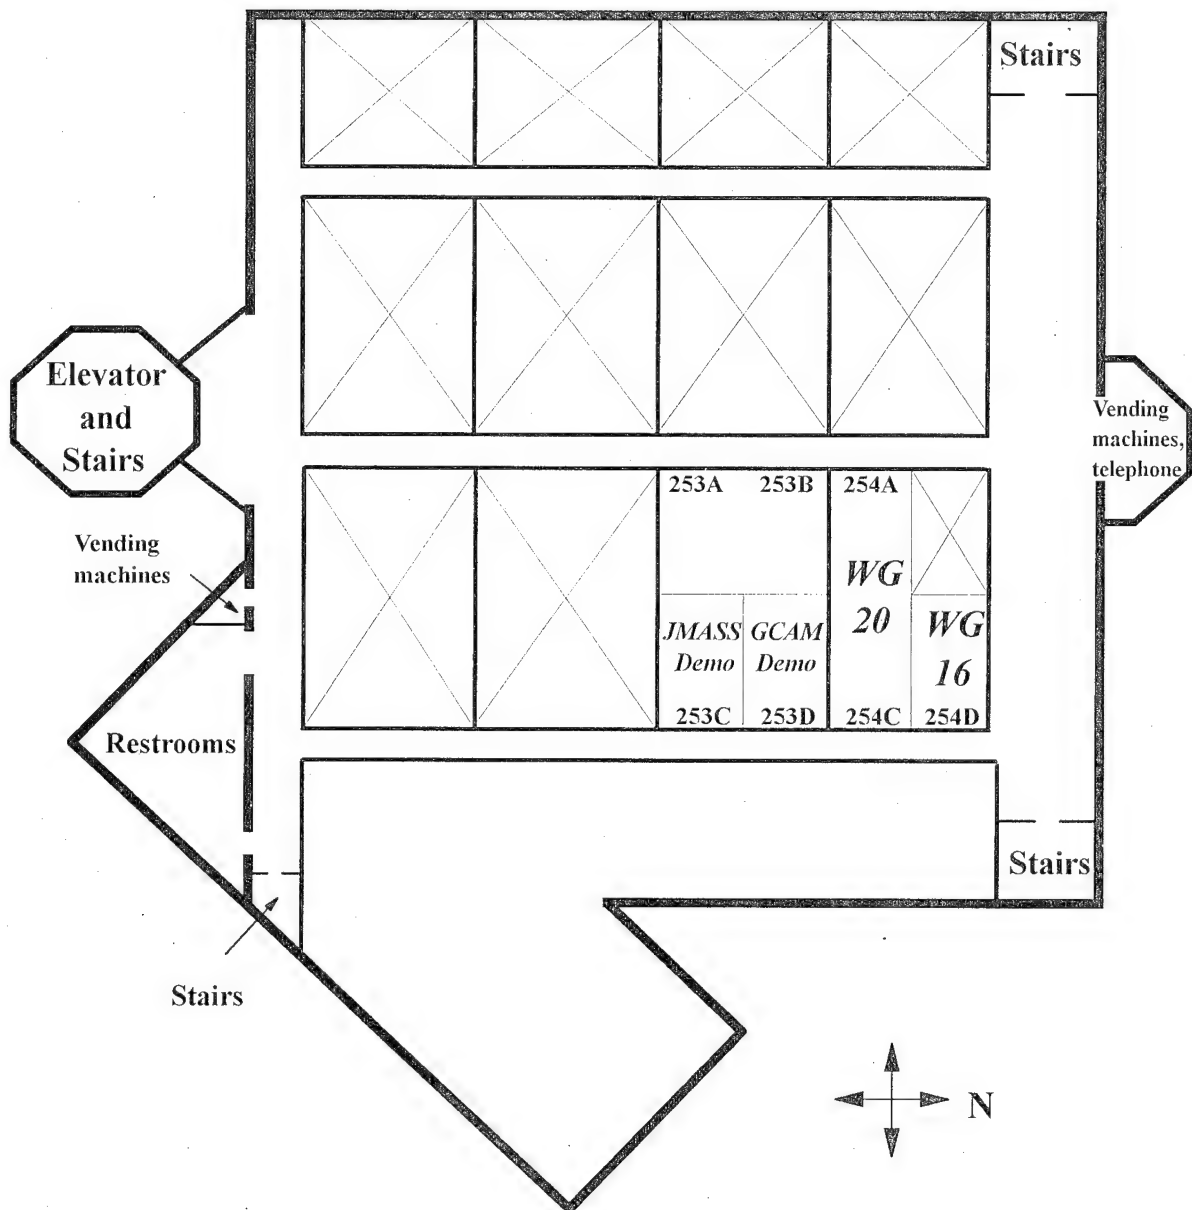 Stairs
Elevator
and
Stairs
Vending
machines,
telephone
253A 253B 254A
Vending
machines
WG
20
JMASS
Demo
GCAM
Demo
WG
16
253C 253D 254C 254D
Restrooms
Stairs
Stairs
N